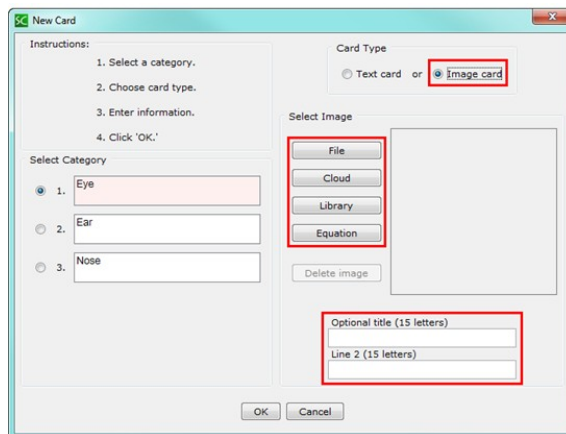 SC New Card
Instructions:
1. Select a category.
2. Choose card type.
3. Enter information.
4. Click 'OK.'
Card Type
Text card or Image card
Select Category
1. Eye
2. Ear
3. Nose
Select Image
File
Cloud
Library
Equation
Delete image
Optional title (15 letters)
Line 2 (15 letters)
OK Cancel